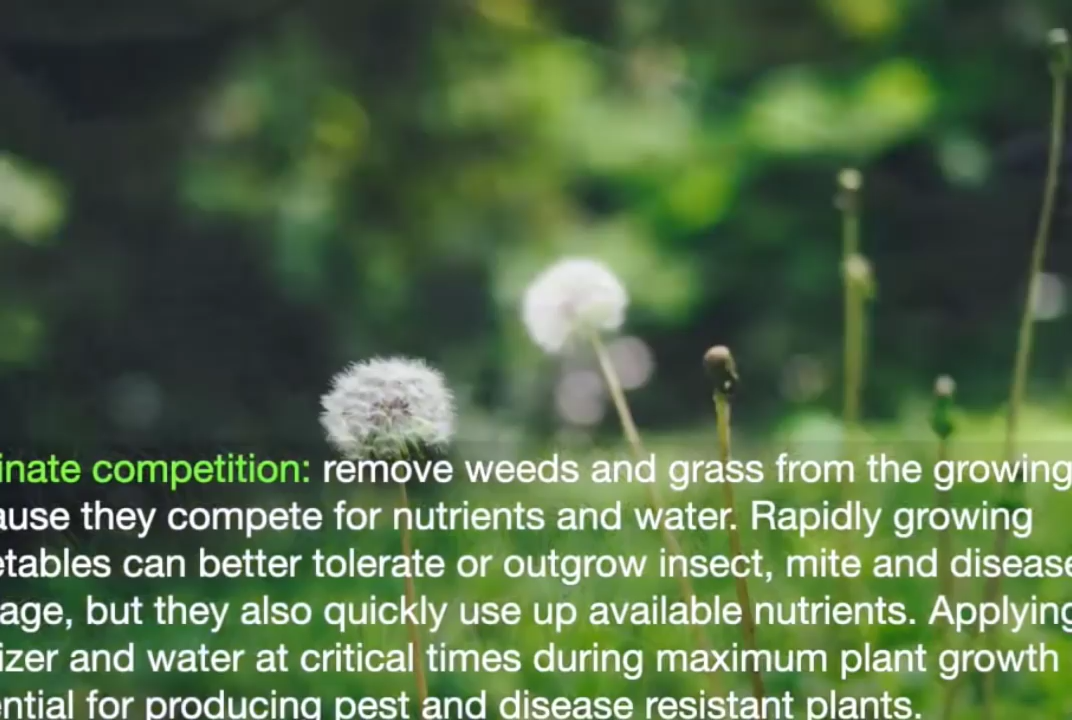 inate competition: remove weeds and grass from the growing
ause they compete for nutrients and water. Rapidly growing
etables can better tolerate or outgrow insect, mite and disease
age, but they also quickly use up available nutrients. Applying
izer and water at critical times during maximum plant growth
ential for producing pest and disease resistant plants.